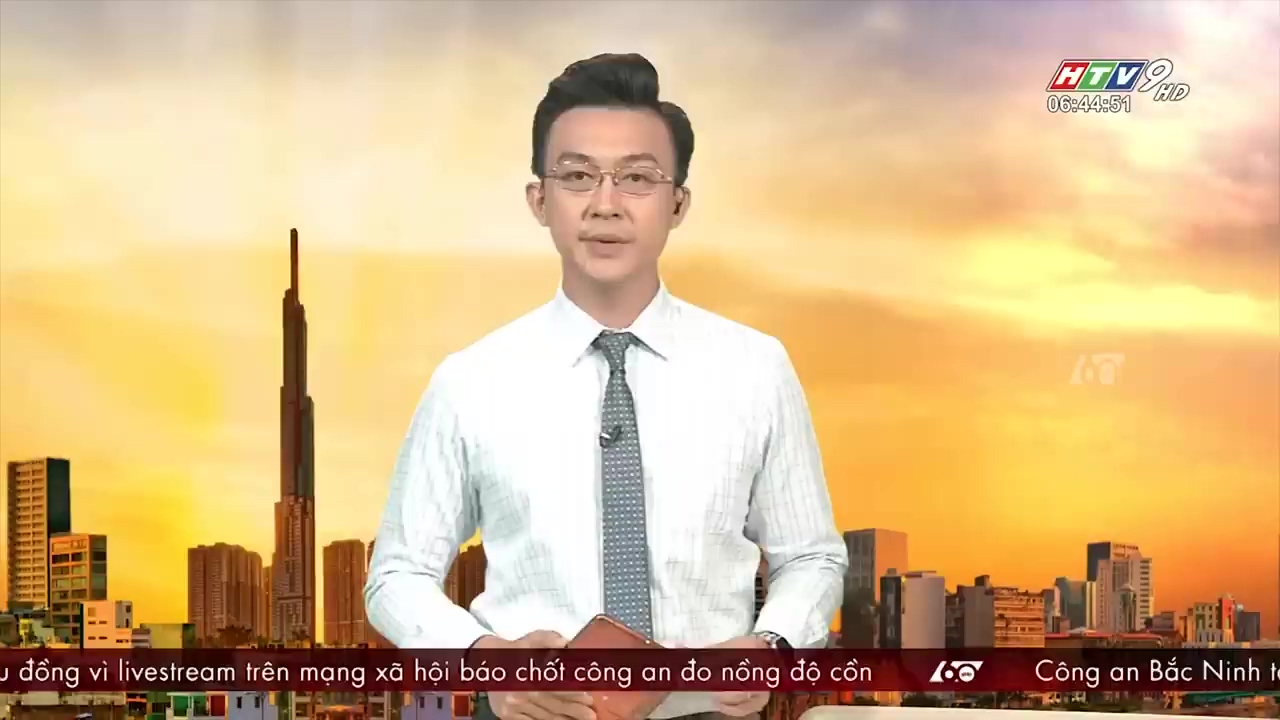 HTV9 HD
06:44:51
đồng vì livestream trên mạng xã hội báo chốt công an đo nồng độ cồn
60 Công an Bắc Ninh